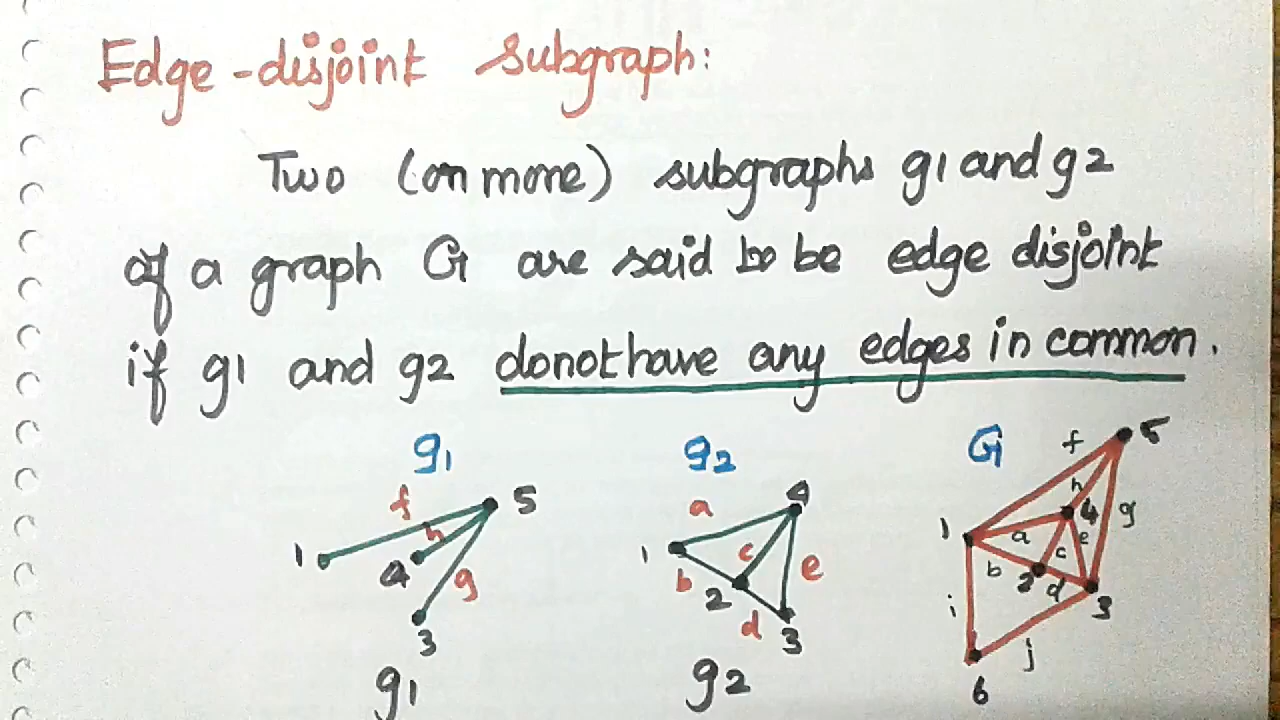 Edge-disjoint subgraph:
Two (or more) subgraphs g1 and g2
of a graph G are said to be edge disjoint
if g1 and g2 donot have any edges in common.
g1 g2 G
f 5 h 1 4 g 3
a 4 1 c e b 2 d 3
f 5 h 1 4 g a e c b 2 d 3 i j 6
g1 g2